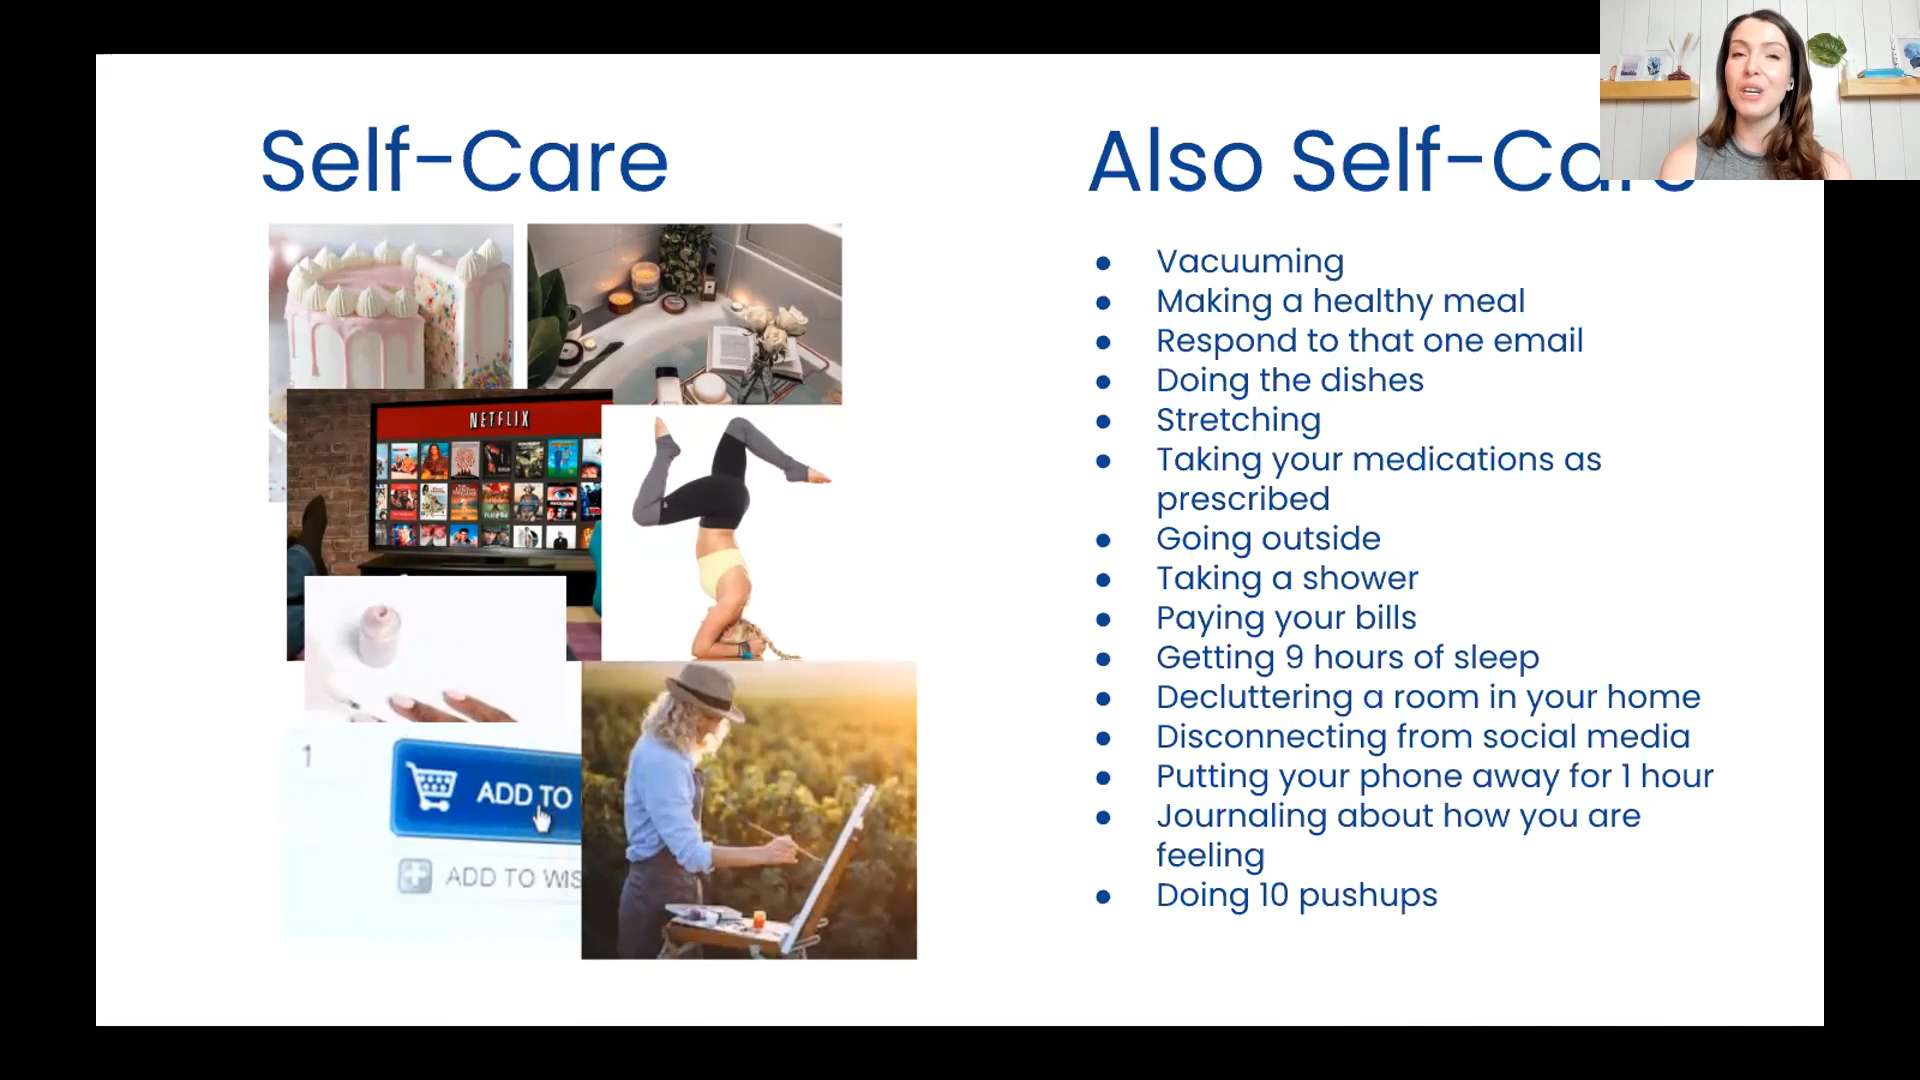 Self-Care
Also Self-Care
NETFLIX
1
ADD TO
ADD TO WIS
Vacuuming
Making a healthy meal
Respond to that one email
Doing the dishes
Stretching
Taking your medications as
prescribed
Going outside
Taking a shower
Paying your bills
Getting 9 hours of sleep
Decluttering a room in your home
Disconnecting from social media
Putting your phone away for 1 hour
Journaling about how you are
feeling
Doing 10 pushups